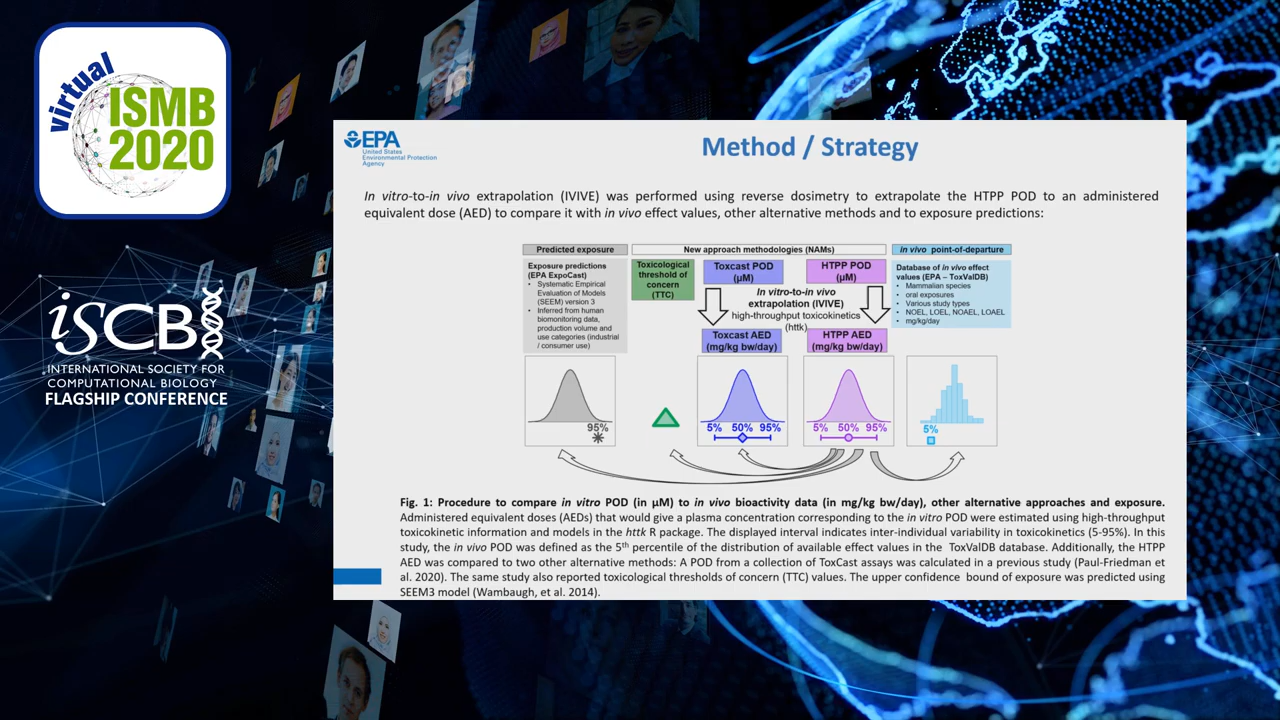 virtual
ISMB
2020
iSCB
INTERNATIONAL SOCIETY FOR
COMPUTATIONAL BIOLOGY
FLAGSHIP CONFERENCE
EPA
United States
Environmental Protection
Agency
Method / Strategy
In vitro-to-in vivo extrapolation (IVIVE) was performed using reverse dosimetry to extrapolate the HTPP POD to an administered
equivalent dose (AED) to compare it with in vivo effect values, other alternative methods and to exposure predictions:
Predicted exposure
New approach methodologies (NAMs)
in vivo point-of-departure
Exposure predictions
(EPA ExpoCast)
• Systematic Empirical
Evaluation of Models
(SEEM) version 3
• Inferred from human
biomonitoring data,
production volume and
use categories (industrial
/ consumer use)
Toxicological
threshold of
concern
(TTC)
Toxcast POD
(µM)
HTPP POD
(µM)
In vitro-to-in vivo
extrapolation (IVIVE)
high-throughput toxicokinetics
(httk)
Toxcast AED
(mg/kg bw/day)
HTPP AED
(mg/kg bw/day)
Database of in vivo effect
values (EPA – ToxValDB)
• Mammalian species
• oral exposures
• Various study types
• NOEL, LOEL, NOAEL, LOAEL
• mg/kg/day
95%
5% 50% 95%
5% 50% 95%
5%
Fig. 1: Procedure to compare in vitro POD (in µM) to in vivo bioactivity data (in mg/kg bw/day), other alternative approaches and exposure.
Administered equivalent doses (AEDs) that would give a plasma concentration corresponding to the in vitro POD were estimated using high-throughput
toxicokinetic information and models in the httk R package. The displayed interval indicates inter-individual variability in toxicokinetics (5-95%). In this
study, the in vivo POD was defined as the 5th percentile of the distribution of available effect values in the ToxValDB database. Additionally, the HTPP
AED was compared to two other alternative methods: A POD from a collection of ToxCast assays was calculated in a previous study (Paul-Friedman et
al. 2020). The same study also reported toxicological thresholds of concern (TTC) values. The upper confidence bound of exposure was predicted using
SEEM3 model (Wambaugh, et al. 2014).